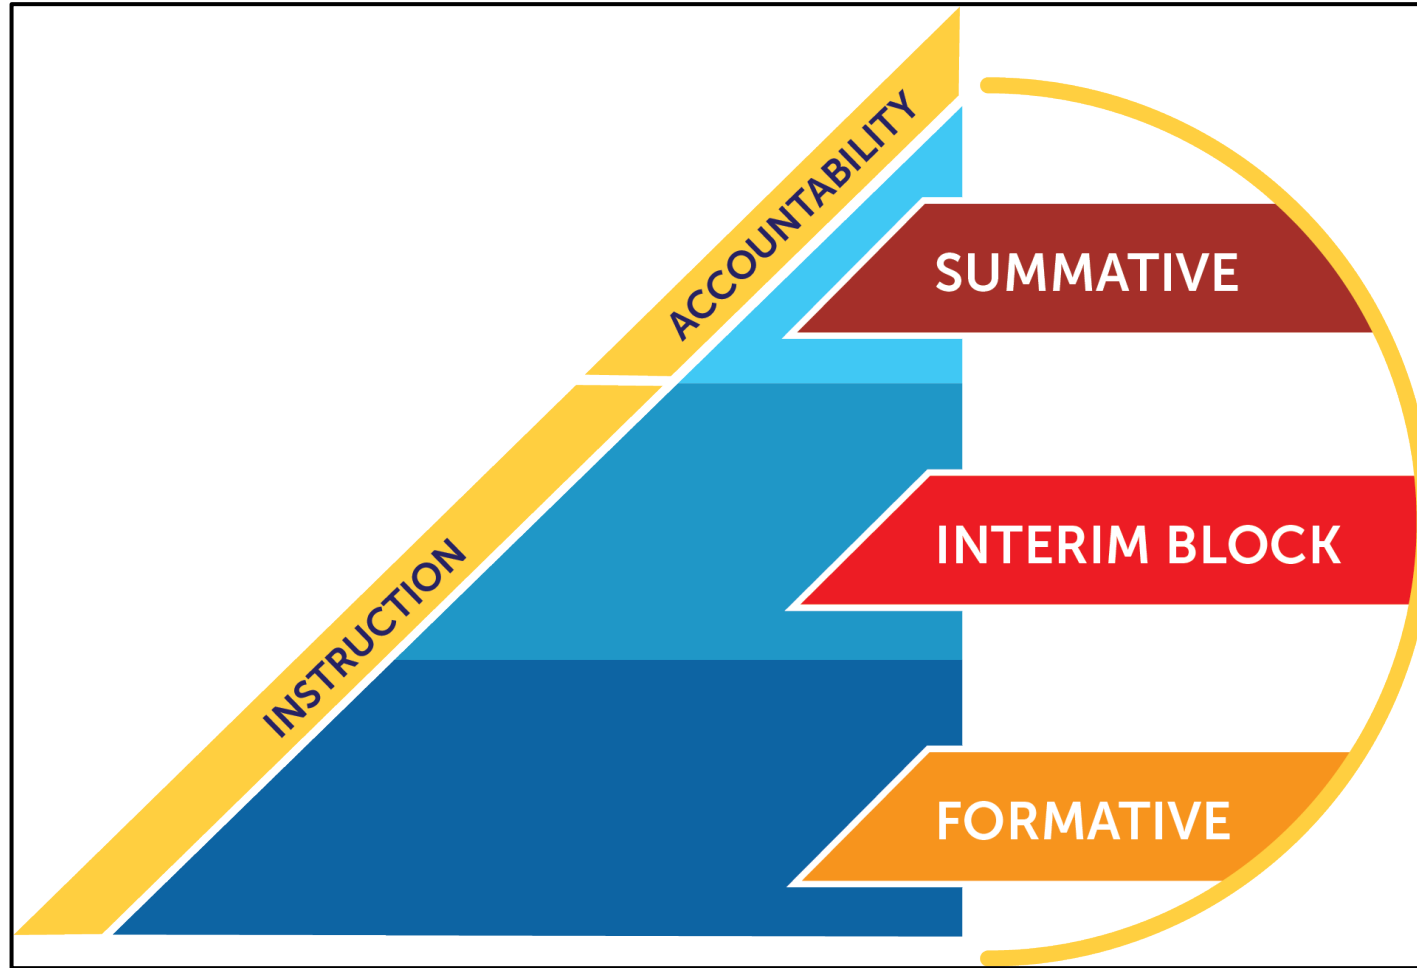 ACCOUNTABILITY
SUMMATIVE
INSTRUCTION
INTERIM BLOCK
FORMATIVE